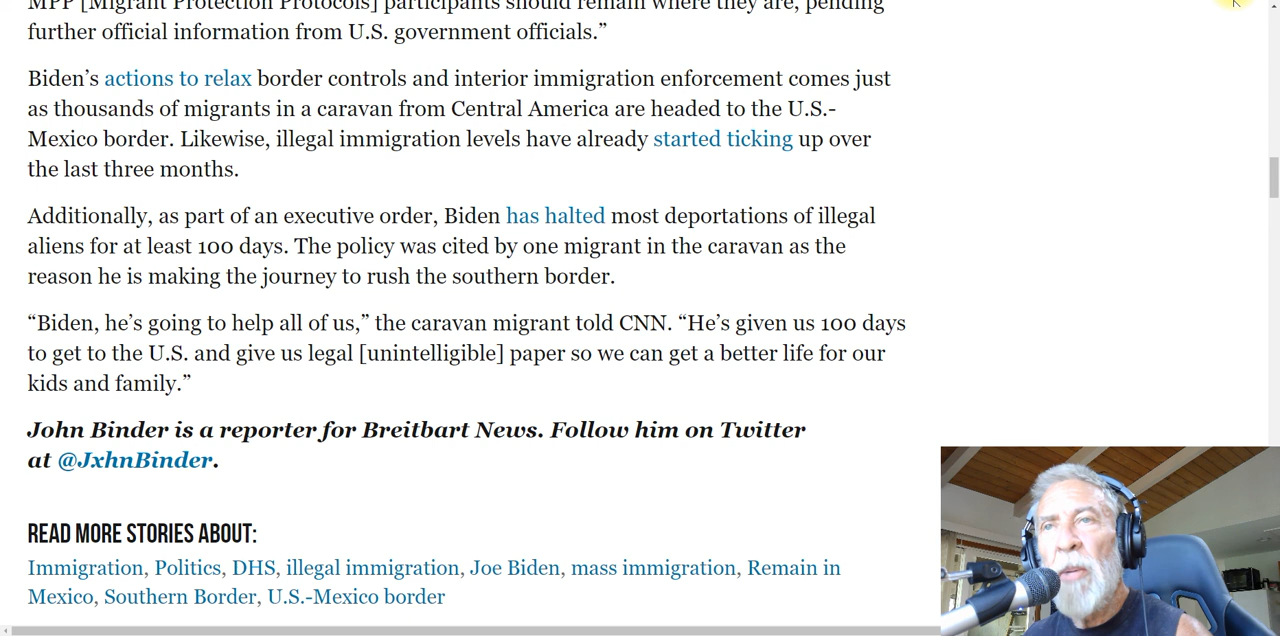 MPP [Migrant Protection Protocols] participants should remain where they are, pending
further official information from U.S. government officials.”
Biden’s actions to relax border controls and interior immigration enforcement comes just
as thousands of migrants in a caravan from Central America are headed to the U.S.-
Mexico border. Likewise, illegal immigration levels have already started ticking up over
the last three months.
Additionally, as part of an executive order, Biden has halted most deportations of illegal
aliens for at least 100 days. The policy was cited by one migrant in the caravan as the
reason he is making the journey to rush the southern border.
“Biden, he’s going to help all of us,” the caravan migrant told CNN. “He’s given us 100 days
to get to the U.S. and give us legal [unintelligible] paper so we can get a better life for our
kids and family.”
John Binder is a reporter for Breitbart News. Follow him on Twitter
at @JxhnBinder.
READ MORE STORIES ABOUT:
Immigration, Politics, DHS, illegal immigration, Joe Biden, mass immigration, Remain in
Mexico, Southern Border, U.S.-Mexico border